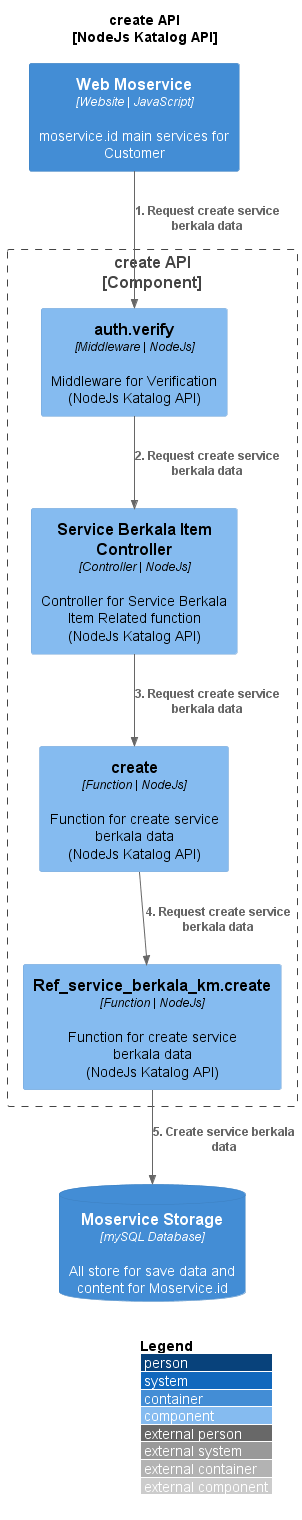 create API
[NodeJs Katalog API]
Web Moservice
[Website | JavaScript]
moservice.id main services for
Customer
1. Request create service
berkala data
create API
[Component]
auth.verify
[Middleware | NodeJs]
Middleware for Verification
(NodeJs Katalog API)
2. Request create service
berkala data
Service Berkala Item
Controller
[Controller | NodeJs]
Controller for Service Berkala
Item Related function
(NodeJs Katalog API)
3. Request create service
berkala data
create
[Function | NodeJs]
Function for create service
berkala data
(NodeJs Katalog API)
4. Request create service
berkala data
Ref_service_berkala_km.create
[Function | NodeJs]
Function for create service
berkala data
(NodeJs Katalog API)
5. Create service berkala
data
Moservice Storage
[mySQL Database]
All store for save data and
content for Moservice.id
Legend
person
system
container
component
external person
external system
external container
external component